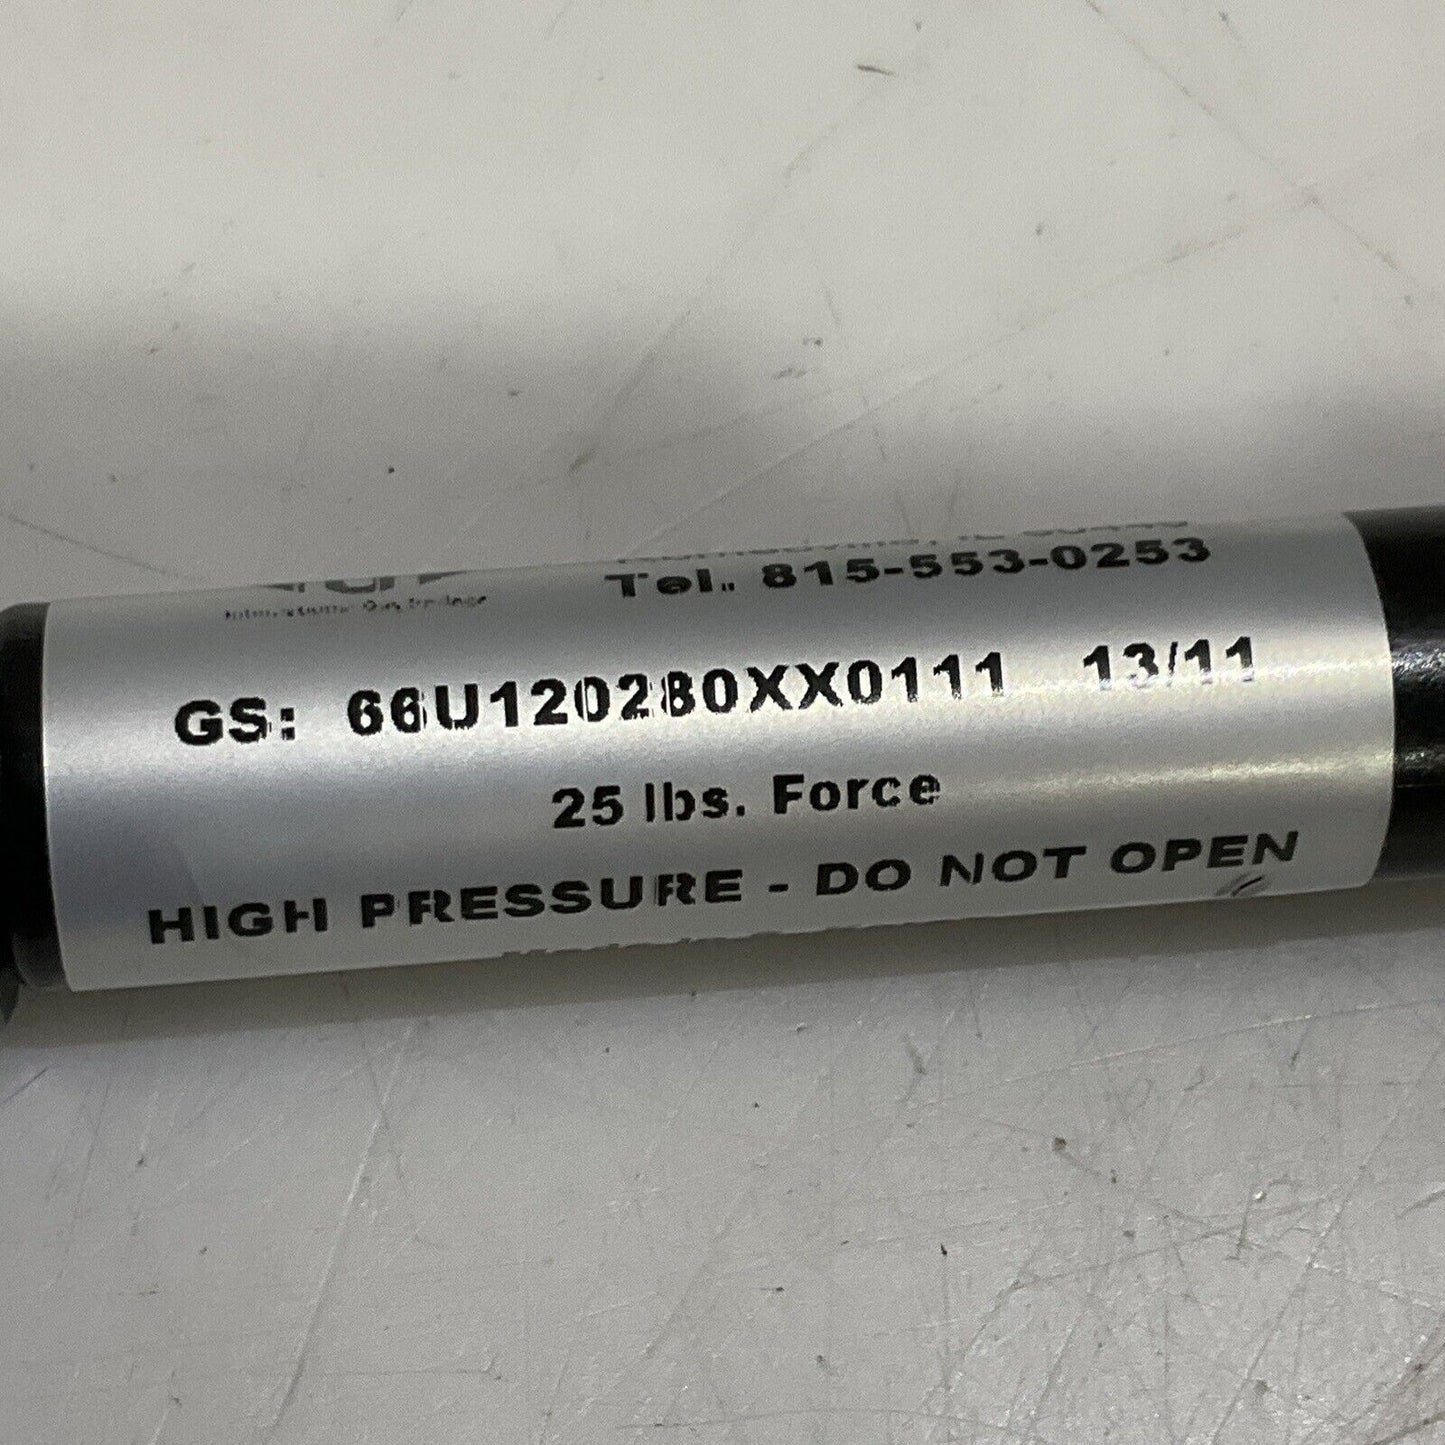 Tel.. 815-553-0253
GS: 66U120280XX0111 13/11
25 lbs. Force
HIGH PRESSURE - DO NOT OPEN